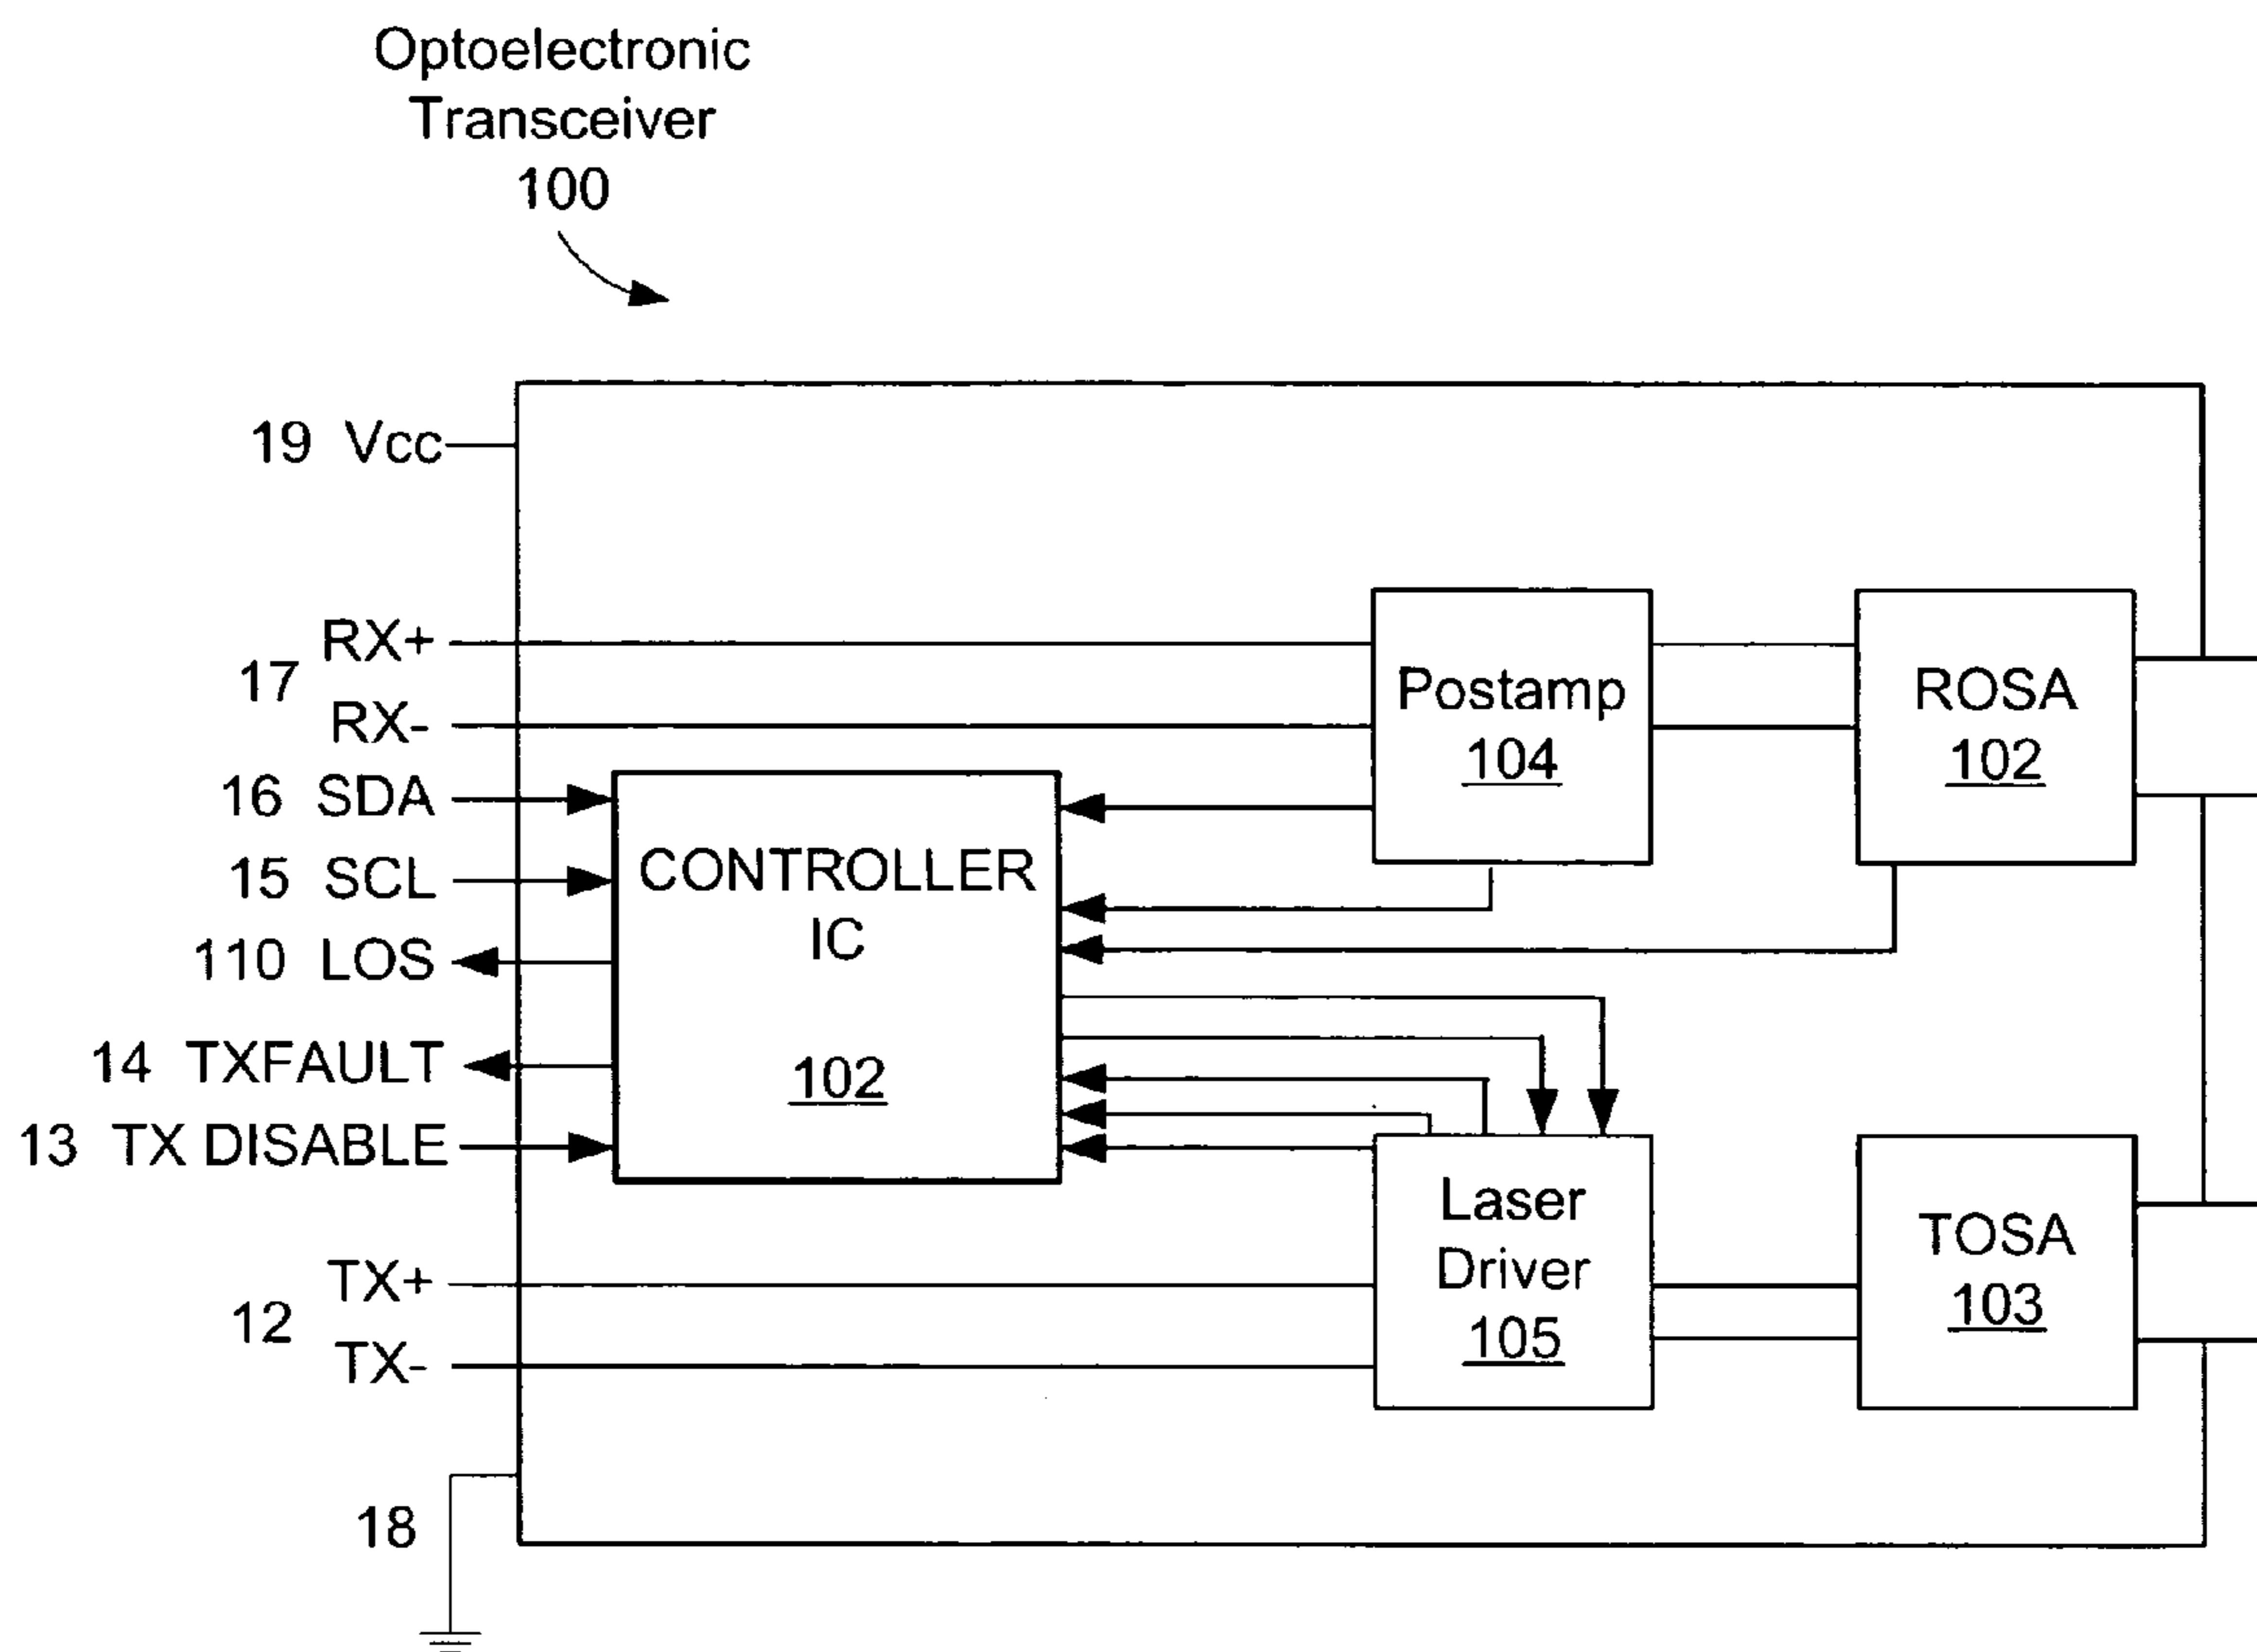 Optoelectronic
Transceiver
100
19 Vcc
RX+
17
RX-
16 SDA
15 SCL
110 LOS
14 TXFAULT
13 TX DISABLE
TX+
12
TX-
18
CONTROLLER
IC
102
Postamp
104
ROSA
102
Laser
Driver
105
TOSA
103